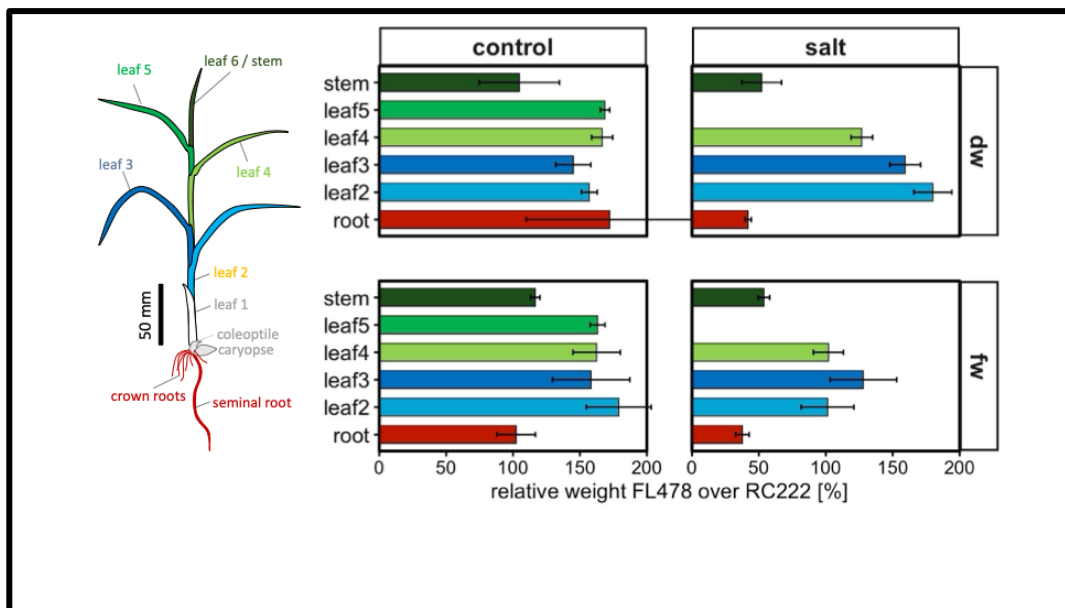 leaf 6 / stem
leaf 5
leaf 3
leaf 4
leaf 2
leaf 1
50 mm
coleoptile
caryopse
crown roots
seminal root
control
salt
stem
leaf5
leaf4
leaf3
leaf2
root
dw
stem
leaf5
leaf4
leaf3
leaf2
root
fw
0 50 100 150 200
0 50 100 150 200
relative weight FL478 over RC222 [%]